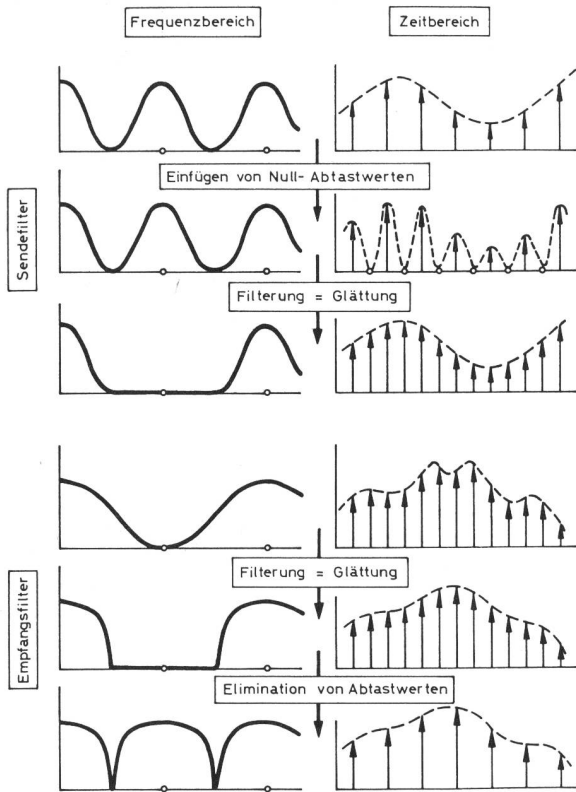 Frequenzbereich
Zeitbereich
Sendefilter
Einfügen von Null- Abtastwerten
Filterung = Glättung
Empfangsfilter
Filterung = Glättung
Elimination von Abtastwerten